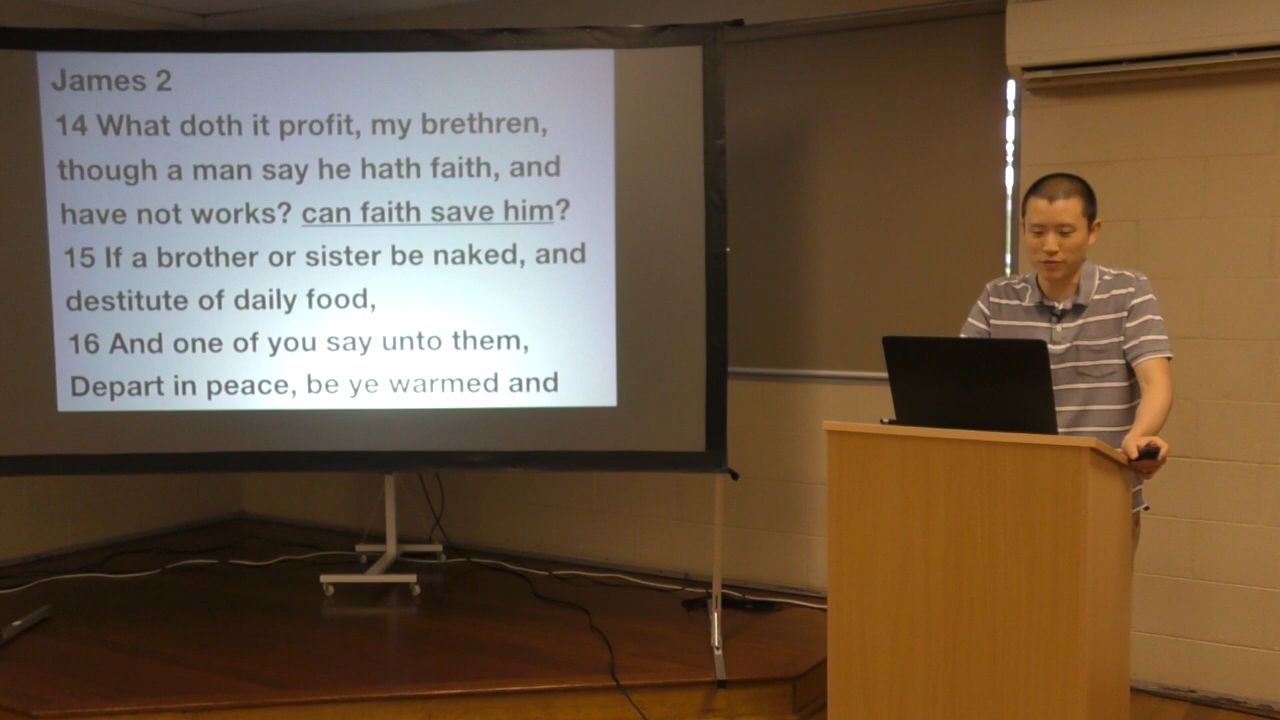 James 2
14 What doth it profit, my brethren,
though a man say he hath faith, and
have not works? can faith save him?
15 If a brother or sister be naked, and
destitute of daily food,
16 And one of you say unto them,
Depart in peace, be ye warmed and